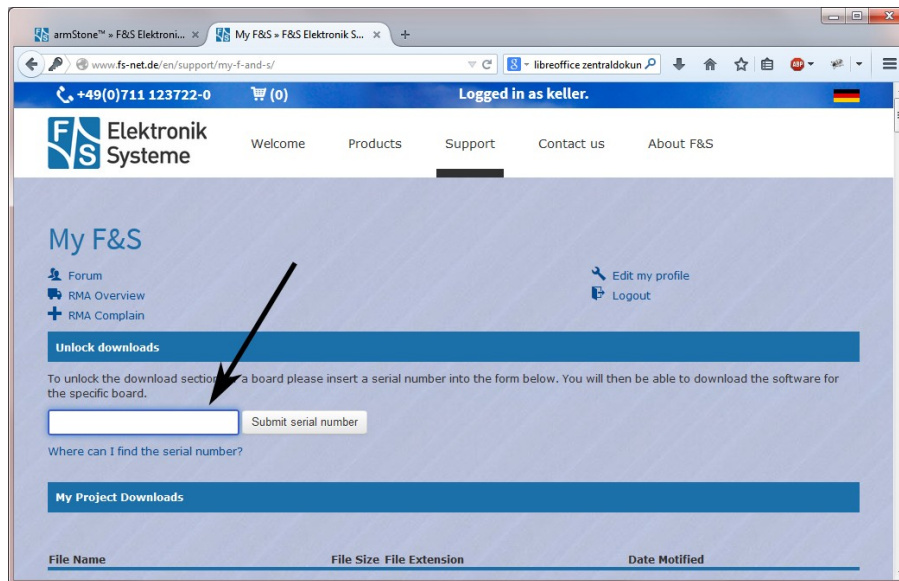 armStone™ » F&S Elektroni... × My F&S » F&S Elektronik S... × +
www.fs-net.de/en/support/my-f-and-s/ 8 libreoffice zentraldokun ABP
+49(0)711 123722-0 (0) Logged in as keller.
F&S Elektronik Systeme
Welcome Products Support Contact us About F&S
My F&S
Forum Edit my profile
RMA Overview Logout
RMA Complain
Unlock downloads
To unlock the download section a board please insert a serial number into the form below. You will then be able to download the software for
the specific board.
Submit serial number
Where can I find the serial number?
My Project Downloads
File Name File Size File Extension Date Motified